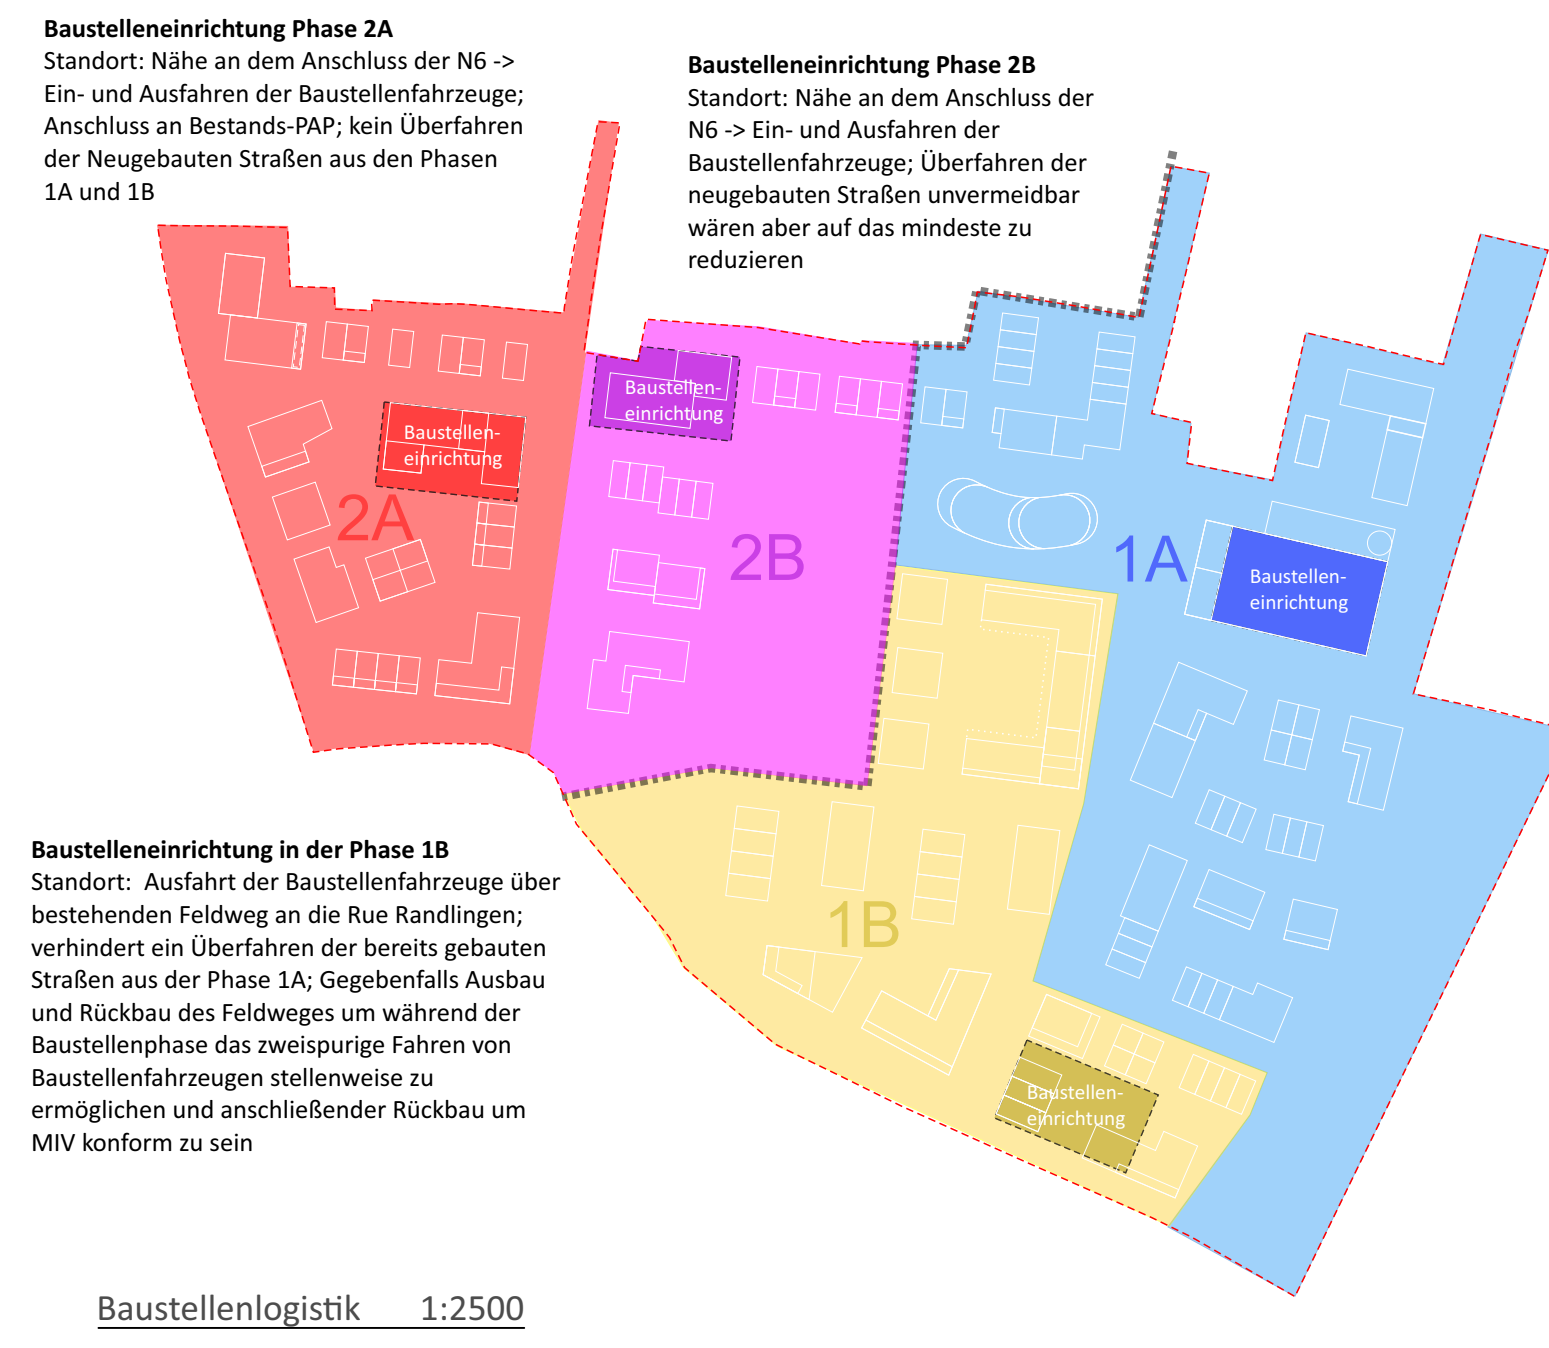 Baustelleneinrichtung Phase 2A
Standort: Nähe an dem Anschluss der N6 ->
Ein- und Ausfahren der Baustellenfahrzeuge;
Anschluss an Bestands-PAP; kein Überfahren
der Neugebauten Straßen aus den Phasen
1A und 1B
Baustelleneinrichtung Phase 2B
Standort: Nähe an dem Anschluss der
N6 -> Ein- und Ausfahren der
Baustellenfahrzeuge; Überfahren der
neugebauten Straßen unvermeidbar
wären aber auf das mindeste zu
reduzieren
Baustellen-
einrichtung
2A
Baustellen-
einrichtung
2B
1A
Baustellen-
einrichtung
1B
Baustellen-
einrichtung
Baustelleneinrichtung in der Phase 1B
Standort:  Ausfahrt der Baustellenfahrzeuge über
bestehenden Feldweg an die Rue Randlingen;
verhindert ein Überfahren der bereits gebauten
Straßen aus der Phase 1A; Gegebenfalls Ausbau
und Rückbau des Feldweges um während der
Baustellenphase das zweispurige Fahren von
Baustellenfahrzeugen stellenweise zu
ermöglichen und anschließender Rückbau um
MIV konform zu sein
Baustellenlogistik 1:2500